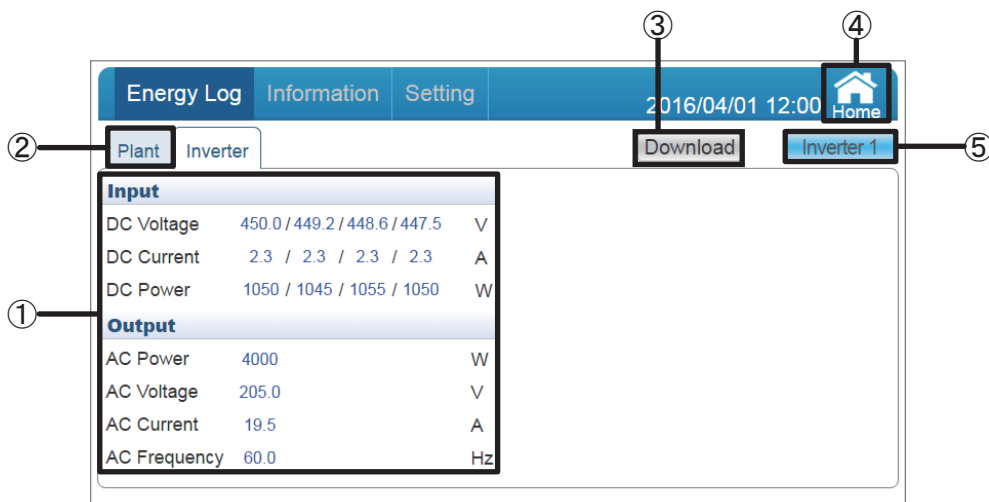 ③ ④
Energy Log Information Setting 2016/04/01 12:00 Home
② Plant Inverter Download Inverter 1 ⑤
Input
DC Voltage 450.0 / 449.2 / 448.6 / 447.5 V
DC Current 2.3 / 2.3 / 2.3 / 2.3 A
DC Power 1050 / 1045 / 1055 / 1050 W
①
Output
AC Power 4000 W
AC Voltage 205.0 V
AC Current 19.5 A
AC Frequency 60.0 Hz